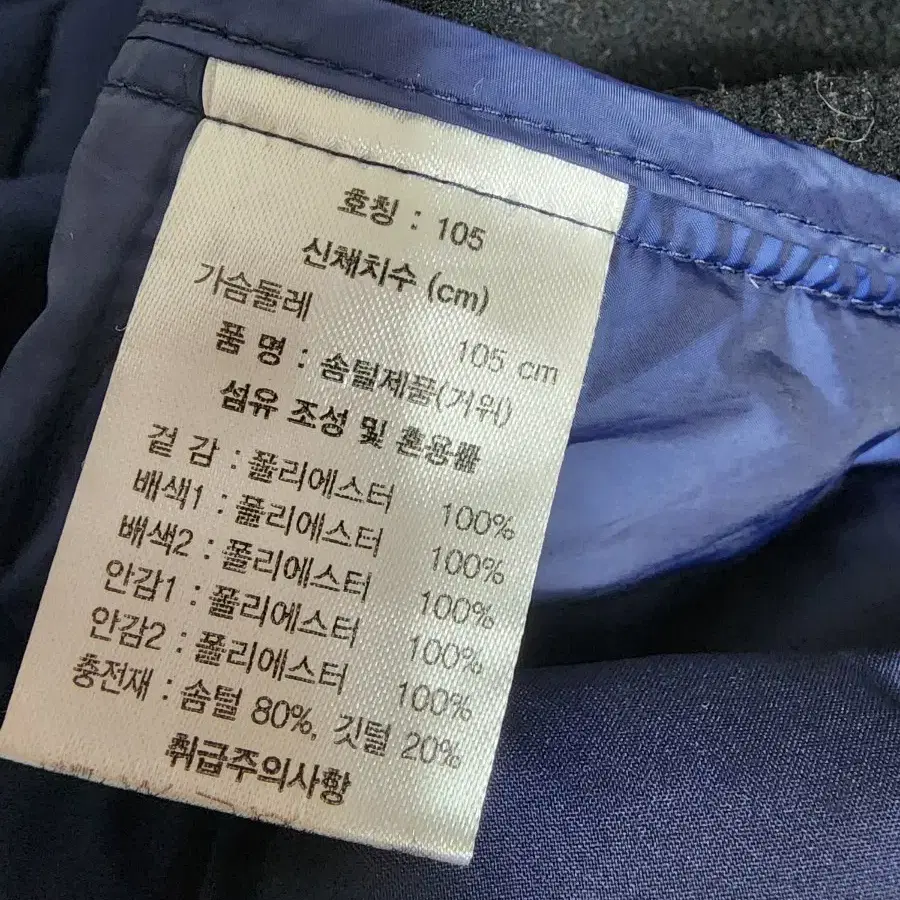 호칭 : 105
신체치수 (cm)
가슴둘레 105 cm
품 명 : 솜털제품(거위)
섬유 조성 및 혼용률
겉 감 : 폴리에스터 100%
배색1 : 폴리에스터 100%
배색2 : 폴리에스터 100%
안감1 : 폴리에스터 100%
안감2 : 폴리에스터 100%
충전재 : 솜털 80%, 깃털 20%
취급주의사항